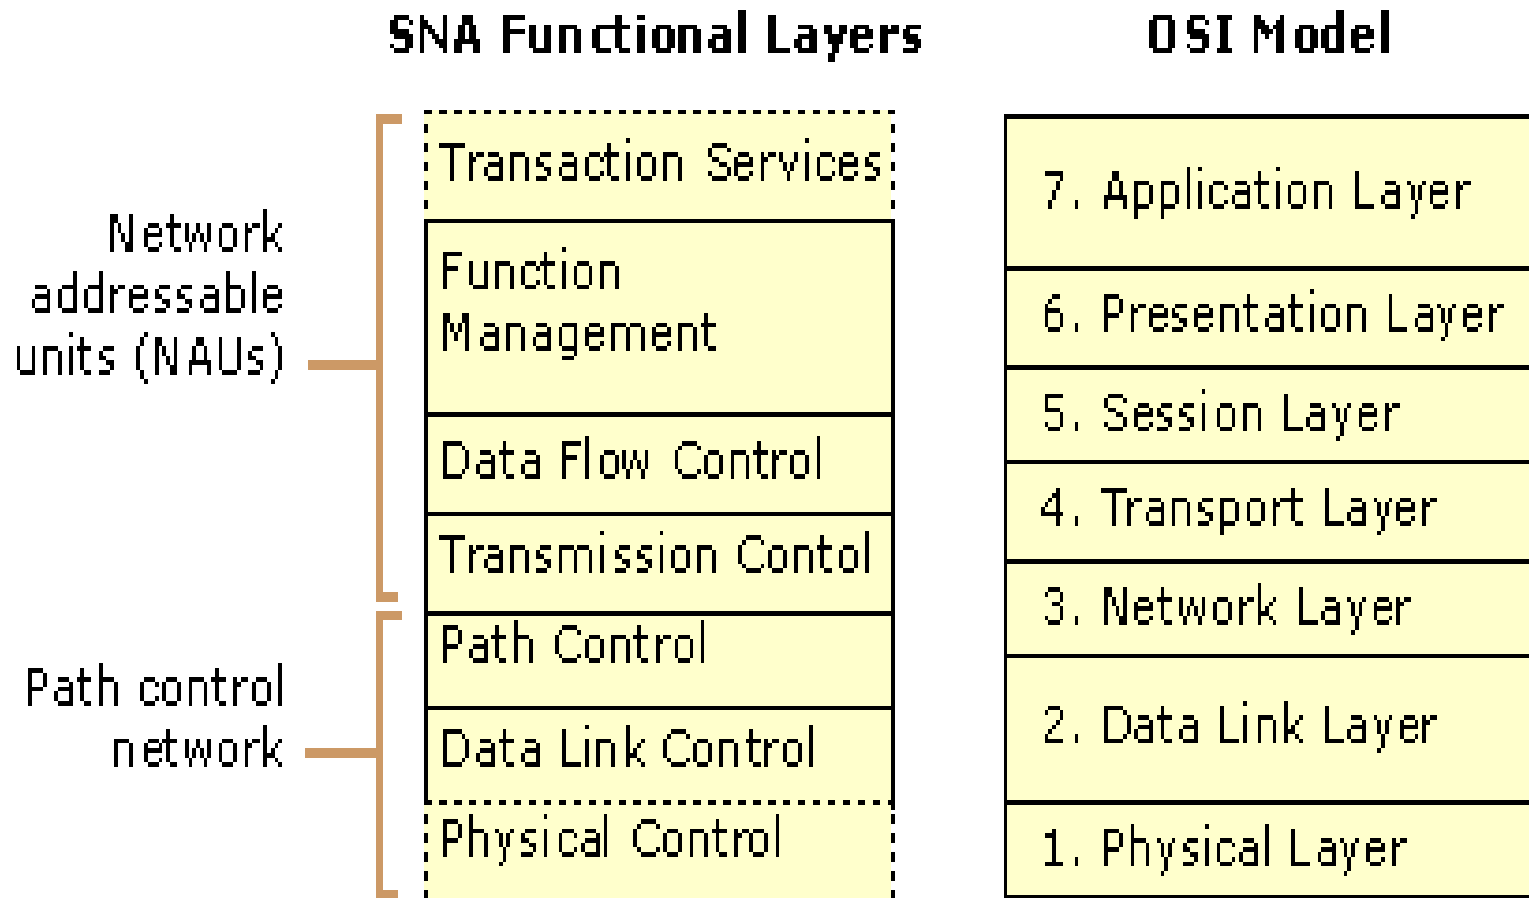 SNA Functional Layers
OSI Model
Network
addressable
units (NAUs)
Path control
network
Transaction Services
Function
Management
Data Flow Control
Transmission Contol
Path Control
Data Link Control
Physical Control
7. Application Layer
6. Presentation Layer
5. Session Layer
4. Transport Layer
3. Network Layer
2. Data Link Layer
1. Physical Layer